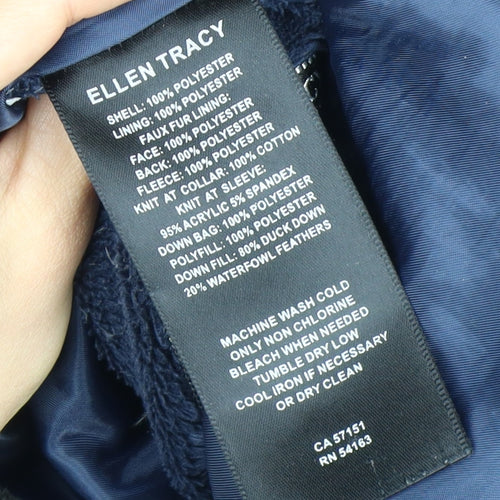 ELLEN TRACY
SHELL: 100% POLYESTER
LINING: 100% POLYESTER
FAUX FUR LINING:
FACE: 100% POLYESTER
BACK: 100% POLYESTER
FLEECE: 100% POLYESTER
KNIT AT COLLAR: 100% COTTON
KNIT AT SLEEVE:
95% ACRYLIC 5% SPANDEX
DOWN BAG: 100% POLYESTER
POLYFILL: 100% POLYESTER
DOWN FILL: 80% DUCK DOWN
20% WATERFOWL FEATHERS
MACHINE WASH COLD
ONLY NON CHLORINE
BLEACH WHEN NEEDED
TUMBLE DRY LOW
COOL IRON IF NECESSARY
OR DRY CLEAN
CA 57151
RN 54163